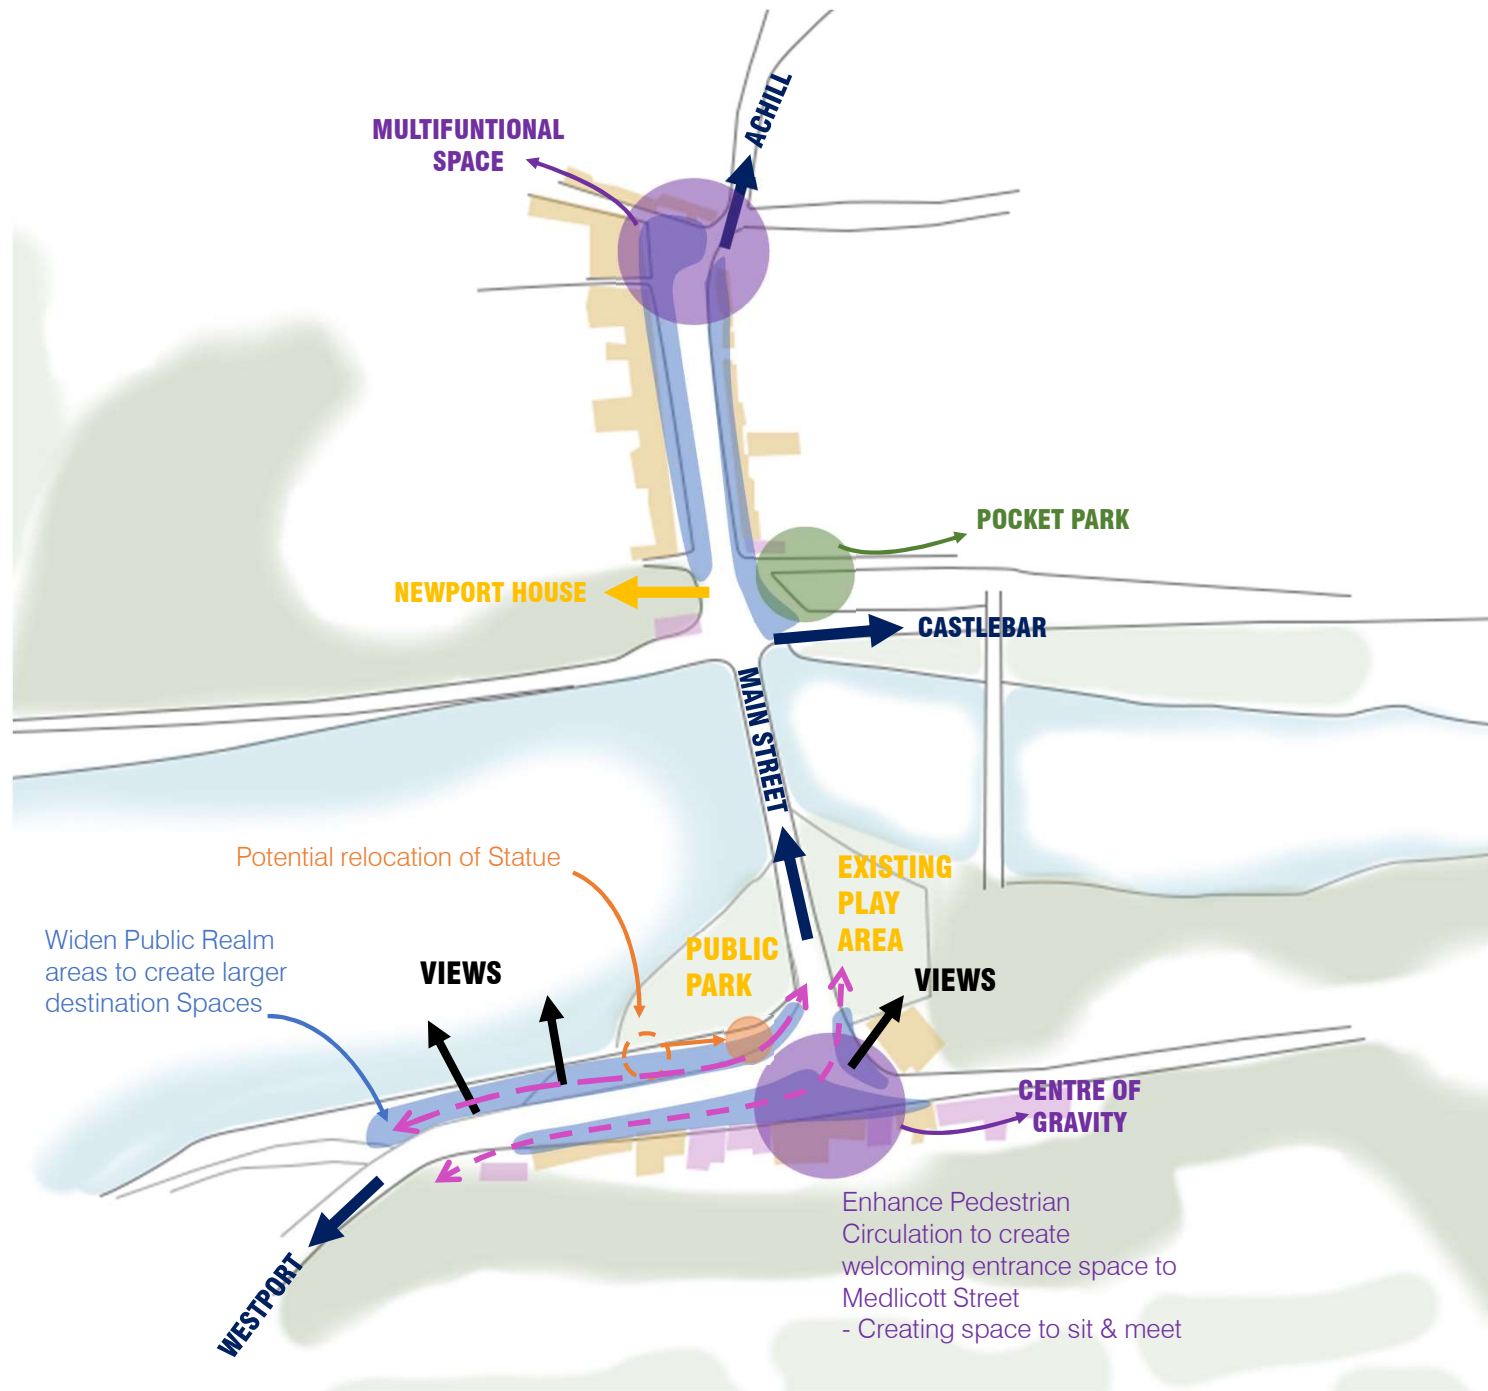 ACHILL
MULTIFUNTIONAL
SPACE
POCKET PARK
NEWPORT HOUSE
CASTLEBAR
MAIN STREET
Potential relocation of Statue
EXISTING
PLAY
AREA
Widen Public Realm
areas to create larger
destination Spaces
VIEWS
PUBLIC
PARK
VIEWS
CENTRE OF
GRAVITY
Enhance Pedestrian
Circulation to create
welcoming entrance space to
Medlicott Street
- Creating space to sit & meet
WESTPORT